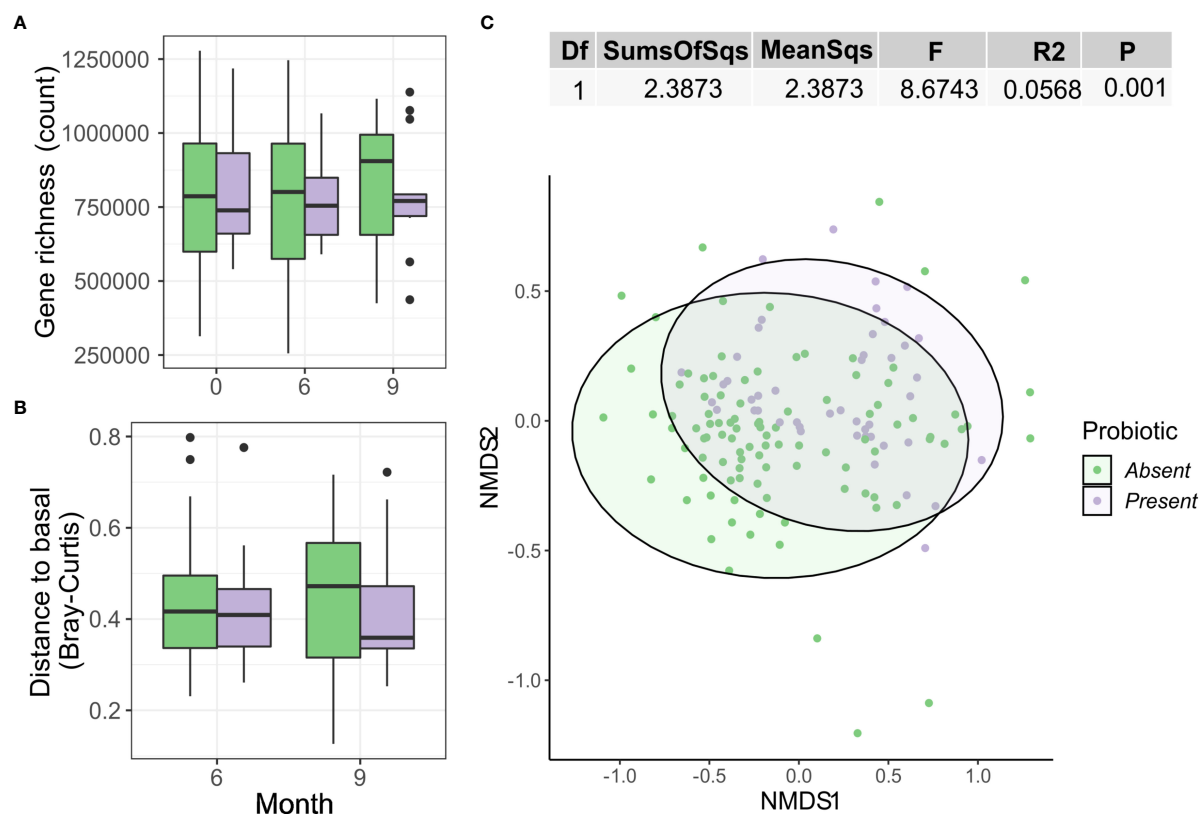 A
Gene richness (count)
1250000
1000000
750000
500000
250000
0 6 9
B
Distance to basal
(Bray-Curtis)
0.8
0.6
0.4
0.2
6 9
Month
C
Df SumsOfSqs MeanSqs F R2 P
1 2.3873 2.3873 8.6743 0.0568 0.001
NMDS2
0.5
0.0
-0.5
-1.0
-1.0 -0.5 0.0 0.5 1.0
NMDS1
Probiotic
Absent
Present